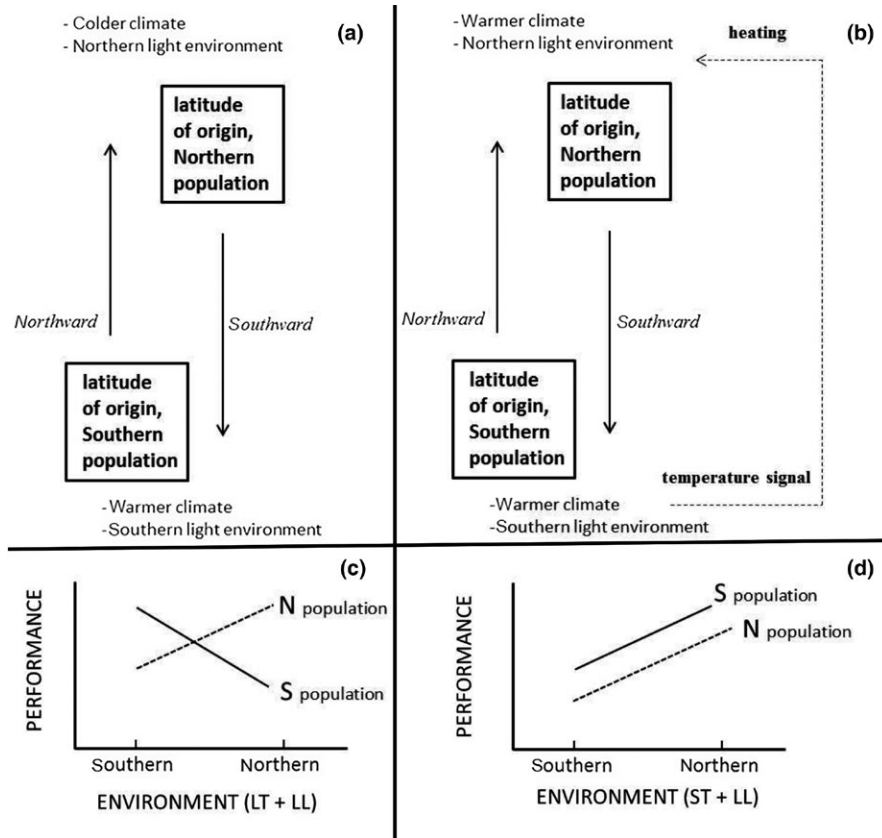 (a)
- Colder climate
- Northern light environment
latitude
of origin,
Northern
population
Northward
Southward
latitude
of origin,
Southern
population
-Warmer climate
-Southern light environment
(b)
-Warmer climate
-Northern light environment
heating
latitude
of origin,
Northern
population
Northward
Southward
latitude
of origin,
Southern
population
temperature signal
-Warmer climate
-Southern light environment
(c)
PERFORMANCE
N population
S population
Southern
Northern
ENVIRONMENT (LT + LL)
(d)
PERFORMANCE
S population
N population
Southern
Northern
ENVIRONMENT (ST + LL)